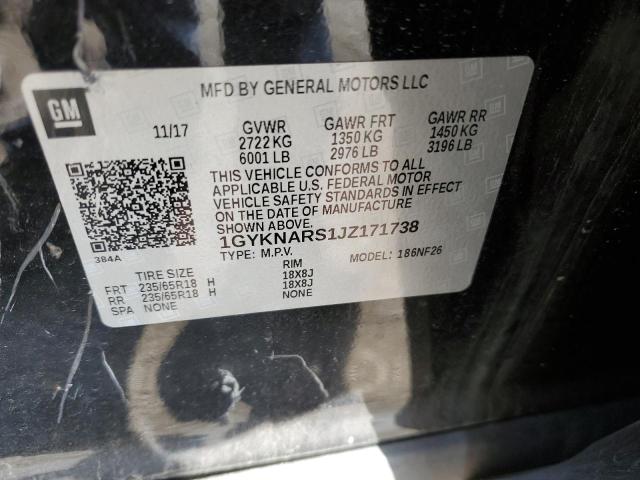 MFD BY GENERAL MOTORS LLC
GM
11/17 GVWR GAWR FRT GAWR RR
2722 KG 1350 KG 1450 KG
6001 LB 2976 LB 3196 LB
THIS VEHICLE CONFORMS TO ALL
APPLICABLE U.S. FEDERAL MOTOR
VEHICLE SAFETY STANDARDS IN EFFECT
ON THE DATE OF MANUFACTURE
SHOWN ABOVE.
1GYKNARS1JZ171738
384A
TYPE: M.P.V. MODEL: 186NF26
TIRE SIZE RIM
FRT 235/65R18 H 18X8J
RR 235/65R18 H 18X8J
SPA NONE NONE